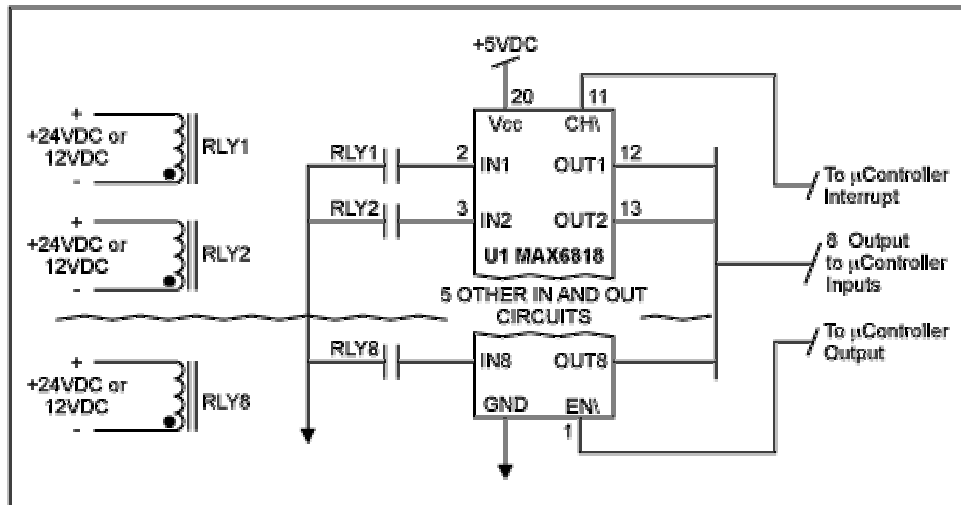 +5VDC
20
11
Vcc
CH\
+
+24VDC or
12VDC
-
RLY1
RLY1
2
IN1
OUT1
12
To µController
Interrupt
+
+24VDC or
12VDC
-
RLY2
RLY2
3
IN2
OUT2
13
U1 MAX6818
8 Output
to µController
Inputs
5 OTHER IN AND OUT
CIRCUITS
+
+24VDC or
12VDC
-
RLY8
RLY8
IN8
OUT8
To µController
Output
GND
EN\
1